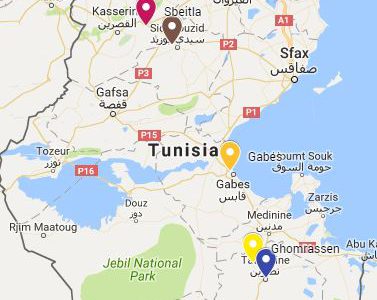 Kasserine
القصرين
Sbeitla
القيروان
A1
Sidi Bouzid
سيدي بوزيد
Sfax
صفاقس
P3
Gafsa
قفصة
P1
P15
Tunisia
Tozeur
توزر
P16
Gabès
Houmt Souk
حومة السوق
Gabes
قابس
Douz
دوز
Zarzis
جرجيس
Rjim Maatoug
Medinine
مدنين
Ghomrassen
Abu Ka
Jebil National
Park
تطاوين